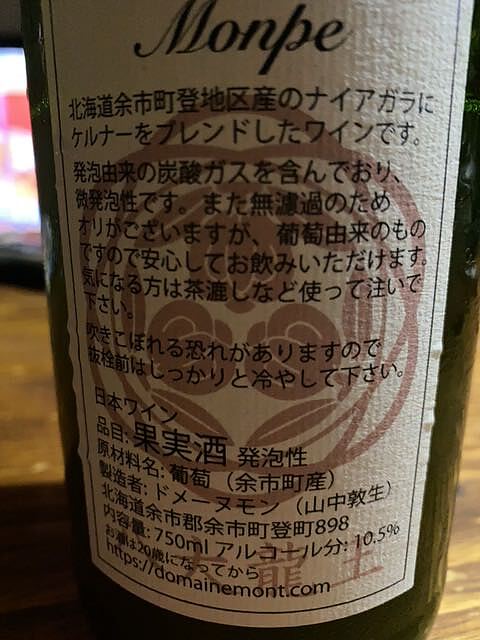 Monpe
北海道余市町登地区産のナイアガラに
ケルナーをブレンドしたワインです。
発泡由来の炭酸ガスを含んでおり、
微発泡性です。また無濾過のため
オリがございますが、葡萄由来のもの
ですので安心してお飲みいただけます。
気になる方は茶漉しなど使って注いで
下さい。
吹きこぼれる恐れがありますので
抜栓前はしっかりと冷やして下さい。
日本ワイン
品目: 果実酒 発泡性
原材料名: 葡萄（余市町産）
製造者: ドメーヌモン（山中敦生）
北海道余市郡余市町登町898
内容量: 750ml アルコール分: 10.5%
お酒は20歳になってから
https://domainemont.com
龍